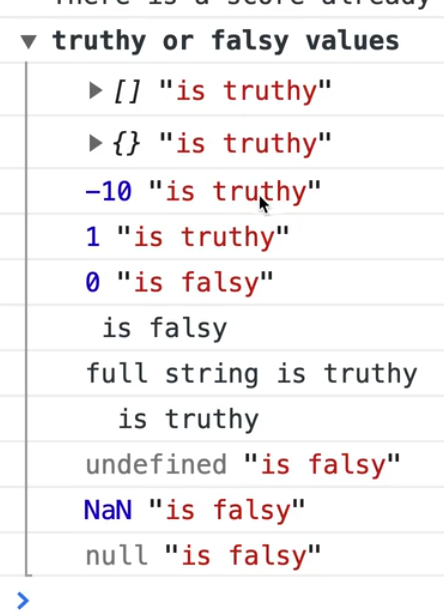 There is a score already
truthy or falsy values
[] "is truthy"
{} "is truthy"
-10 "is truthy"
1 "is truthy"
0 "is falsy"
is falsy
full string is truthy
is truthy
undefined "is falsy"
NaN "is falsy"
null "is falsy"